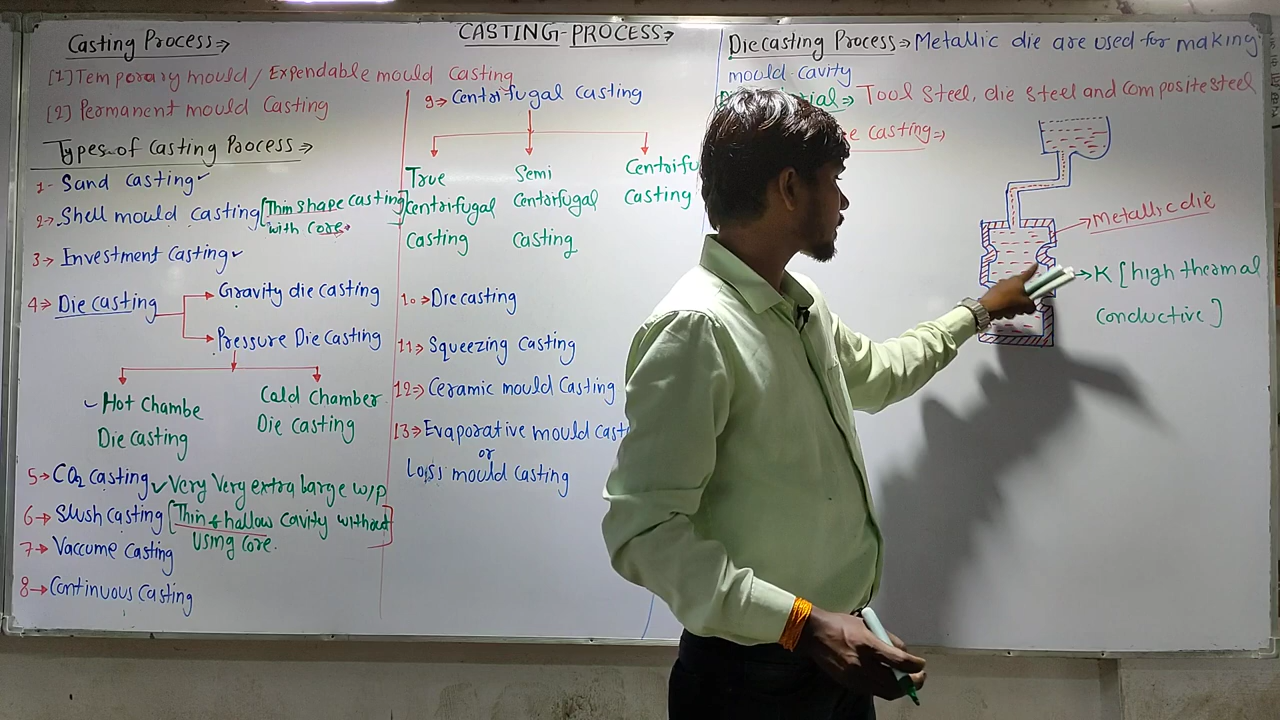 CASTING-PROCESS⇒
Casting Process⇒
[1] Temporary mould/ Expendable mould Casting
[2] Permanent mould Casting
Types of Casting Process⇒
1- Sand casting✓
2→ Shell mould casting [Thin shape casting]
with core.
3→ Investment casting✓
4→ Die casting
→ Gravity die casting
→ Pressure Die casting
✓Hot Chambe
Die casting
Cold Chamber
Die casting
5→ CO2 casting ✓Very Very extra large w/p
6→ Slush casting [Thin & hallow cavity without
using core.]
7→ Vaccume casting
8→ Continuous casting
9→ Centrifugal casting
True
Centrifugal
Casting
Semi
Centrifugal
Casting
Centrifu
Casting
10→ Die casting
11→ Squeezing casting
12→ Ceramic mould casting
13→ Evaporative mould cast
or
Loss mould casting
Die casting Process⇒ Metallic die are used for making
mould cavity
⇒ Tool steel, die steel and composite steel
casting⇒
→Metallic die
→K [high thermal
conductive]